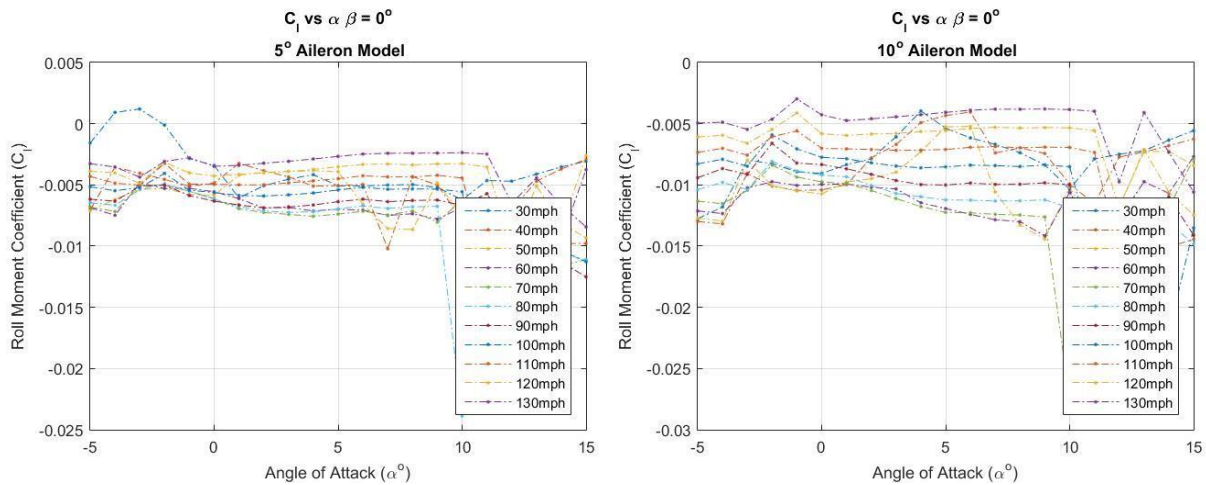 C_l vs α β = 0°
5° Aileron Model
0.005
0
-0.005
-0.01
-0.015
-0.02
-0.025
-5
0
5
10
15
Roll Moment Coefficient (C_l)
Angle of Attack (α°)
30mph
40mph
50mph
60mph
70mph
80mph
90mph
100mph
110mph
120mph
130mph
C_l vs α β = 0°
10° Aileron Model
0
-0.005
-0.01
-0.015
-0.02
-0.025
-0.03
-5
0
5
10
15
Roll Moment Coefficient (C_l)
Angle of Attack (α°)
30mph
40mph
50mph
60mph
70mph
80mph
90mph
100mph
110mph
120mph
130mph